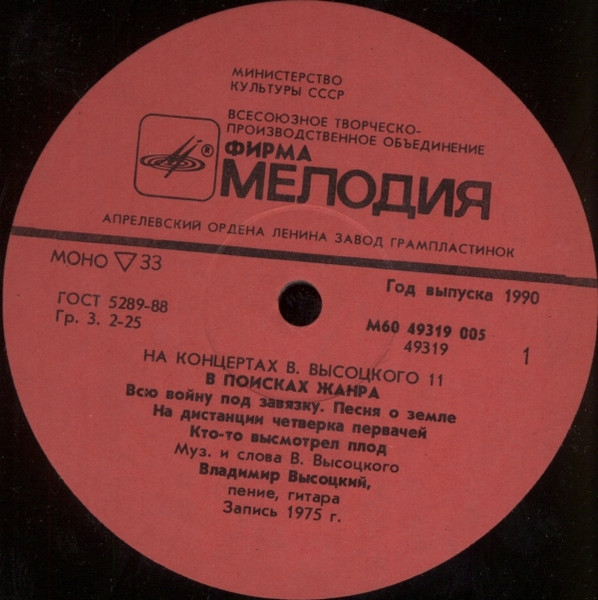 МИНИСТЕРСТВО
КУЛЬТУРЫ СССР
ВСЕСОЮЗНОЕ ТВОРЧЕСКО-
ПРОИЗВОДСТВЕННОЕ ОБЪЕДИНЕНИЕ
®
ФИРМА
МЕЛОДИЯ
АПРЕЛЕВСКИЙ ОРДЕНА ЛЕНИНА ЗАВОД ГРАМПЛАСТИНОК
МОНО ▽ 33
Год выпуска 1990
ГОСТ 5289-88
Гр. 3. 2-25
М60 49319 005
49319
1
НА КОНЦЕРТАХ В. ВЫСОЦКОГО 11
В ПОИСКАХ ЖАНРА
Всю войну под завязку. Песня о земле
На дистанции четверка первачей
Кто-то высмотрел плод
Муз. и слова В. Высоцкого
Владимир Высоцкий,
пение, гитара
Запись 1975 г.